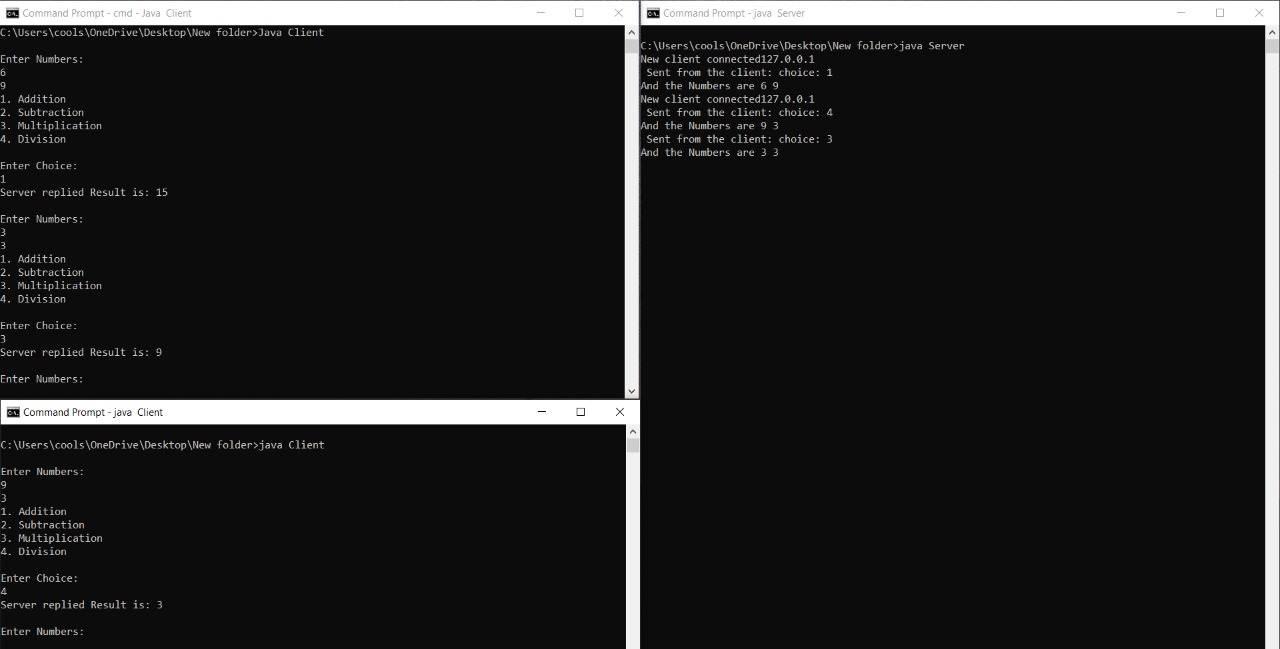 Command Prompt - cmd - Java  Client
C:\Users\cools\OneDrive\Desktop\New folder>Java Client
Enter Numbers:
6
9
1. Addition
2. Subtraction
3. Multiplication
4. Division
Enter Choice:
1
Server replied Result is: 15
Enter Numbers:
3
3
1. Addition
2. Subtraction
3. Multiplication
4. Division
Enter Choice:
3
Server replied Result is: 9
Enter Numbers:
Command Prompt - java  Client
C:\Users\cools\OneDrive\Desktop\New folder>java Client
Enter Numbers:
9
3
1. Addition
2. Subtraction
3. Multiplication
4. Division
Enter Choice:
4
Server replied Result is: 3
Enter Numbers:
Command Prompt - java  Server
C:\Users\cools\OneDrive\Desktop\New folder>java Server
New client connected127.0.0.1
 Sent from the client: choice: 1
And the Numbers are 6 9
New client connected127.0.0.1
 Sent from the client: choice: 4
And the Numbers are 9 3
 Sent from the client: choice: 3
And the Numbers are 3 3